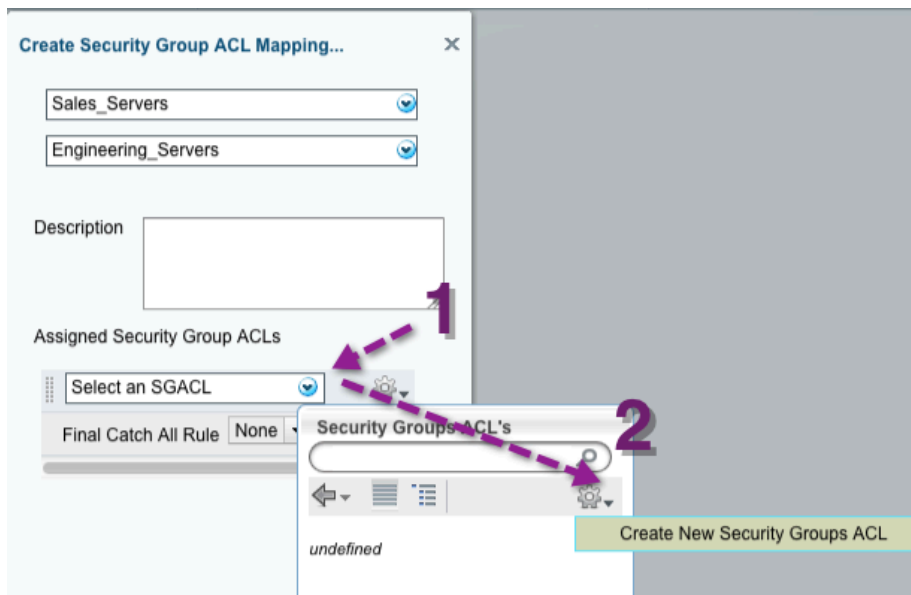 Create Security Group ACL Mapping...
Sales_Servers
Engineering_Servers
Description
1
Assigned Security Group ACLs
Select an SGACL
Final Catch All Rule None
Security Groups ACL's
2
Create New Security Groups ACL
undefined